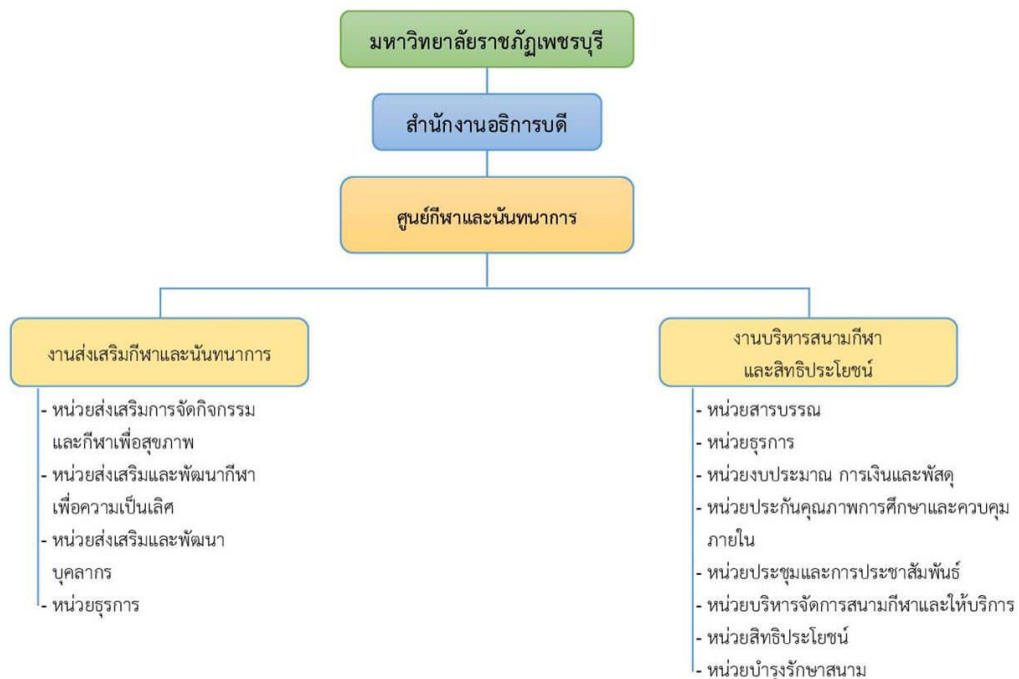 มหาวิทยาลัยราชภัฏเพชรบุรี
สำนักงานอธิการบดี
ศูนย์กีฬาและนันทนาการ
งานส่งเสริมกีฬาและนันทนาการ
- หน่วยส่งเสริมการจัดกิจกรรม
และกีฬาเพื่อสุขภาพ
- หน่วยส่งเสริมและพัฒนากีฬา
เพื่อความเป็นเลิศ
- หน่วยส่งเสริมและพัฒนา
บุคลากร
- หน่วยธุรการ
งานบริหารสนามกีฬา
และสิทธิประโยชน์
- หน่วยสารบรรณ
- หน่วยธุรการ
- หน่วยงบประมาณ การเงินและพัสดุ
- หน่วยประกันคุณภาพการศึกษาและควบคุม
ภายใน
- หน่วยประชุมและการประชาสัมพันธ์
- หน่วยบริหารจัดการสนามกีฬาและให้บริการ
- หน่วยสิทธิประโยชน์
- หน่วยบำรุงรักษาสนาม